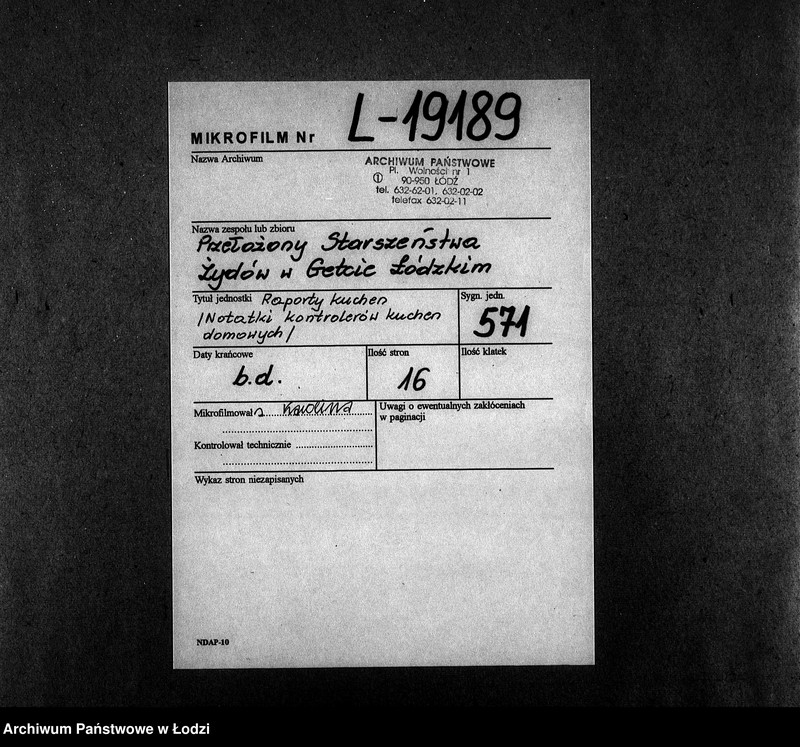 MIKROFILM Nr L-19189
Nazwa Archiwum
ARCHIWUM PAŃSTWOWE
Pl. Wolności nr 1
① 90-950 ŁÓDŹ
tel. 632-62-01, 632-02-02
telefax 632-02-11
Nazwa zespołu lub zbioru
Przełożony Starszeństwa
Żydów w Getcie Łódzkim
Tytuł jednostki Raporty kuchen
/Notatki kontrolerów kuchen
domowych/
Sygn. jedn.
571
Daty krańcowe
b.d.
Ilość stron
16
Ilość klatek
Mikrofilmował a Karolina
Uwagi o ewentualnych zakłóceniach
w paginacji
Kontrolował technicznie
Wykaz stron niezapisanych
NDAP-10
Archiwum Państwowe w Łodzi